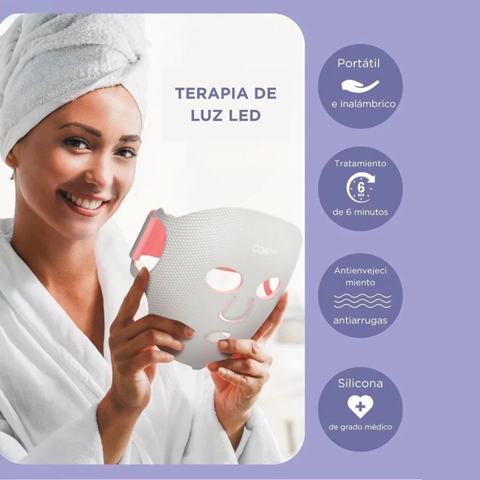 TERAPIA DE
LUZ LED
Portátil
e inalámbrico
Tratamiento
6
de 6 minutos
Antienvejeci
miento
antiarrugas
Silicona
de grado médico